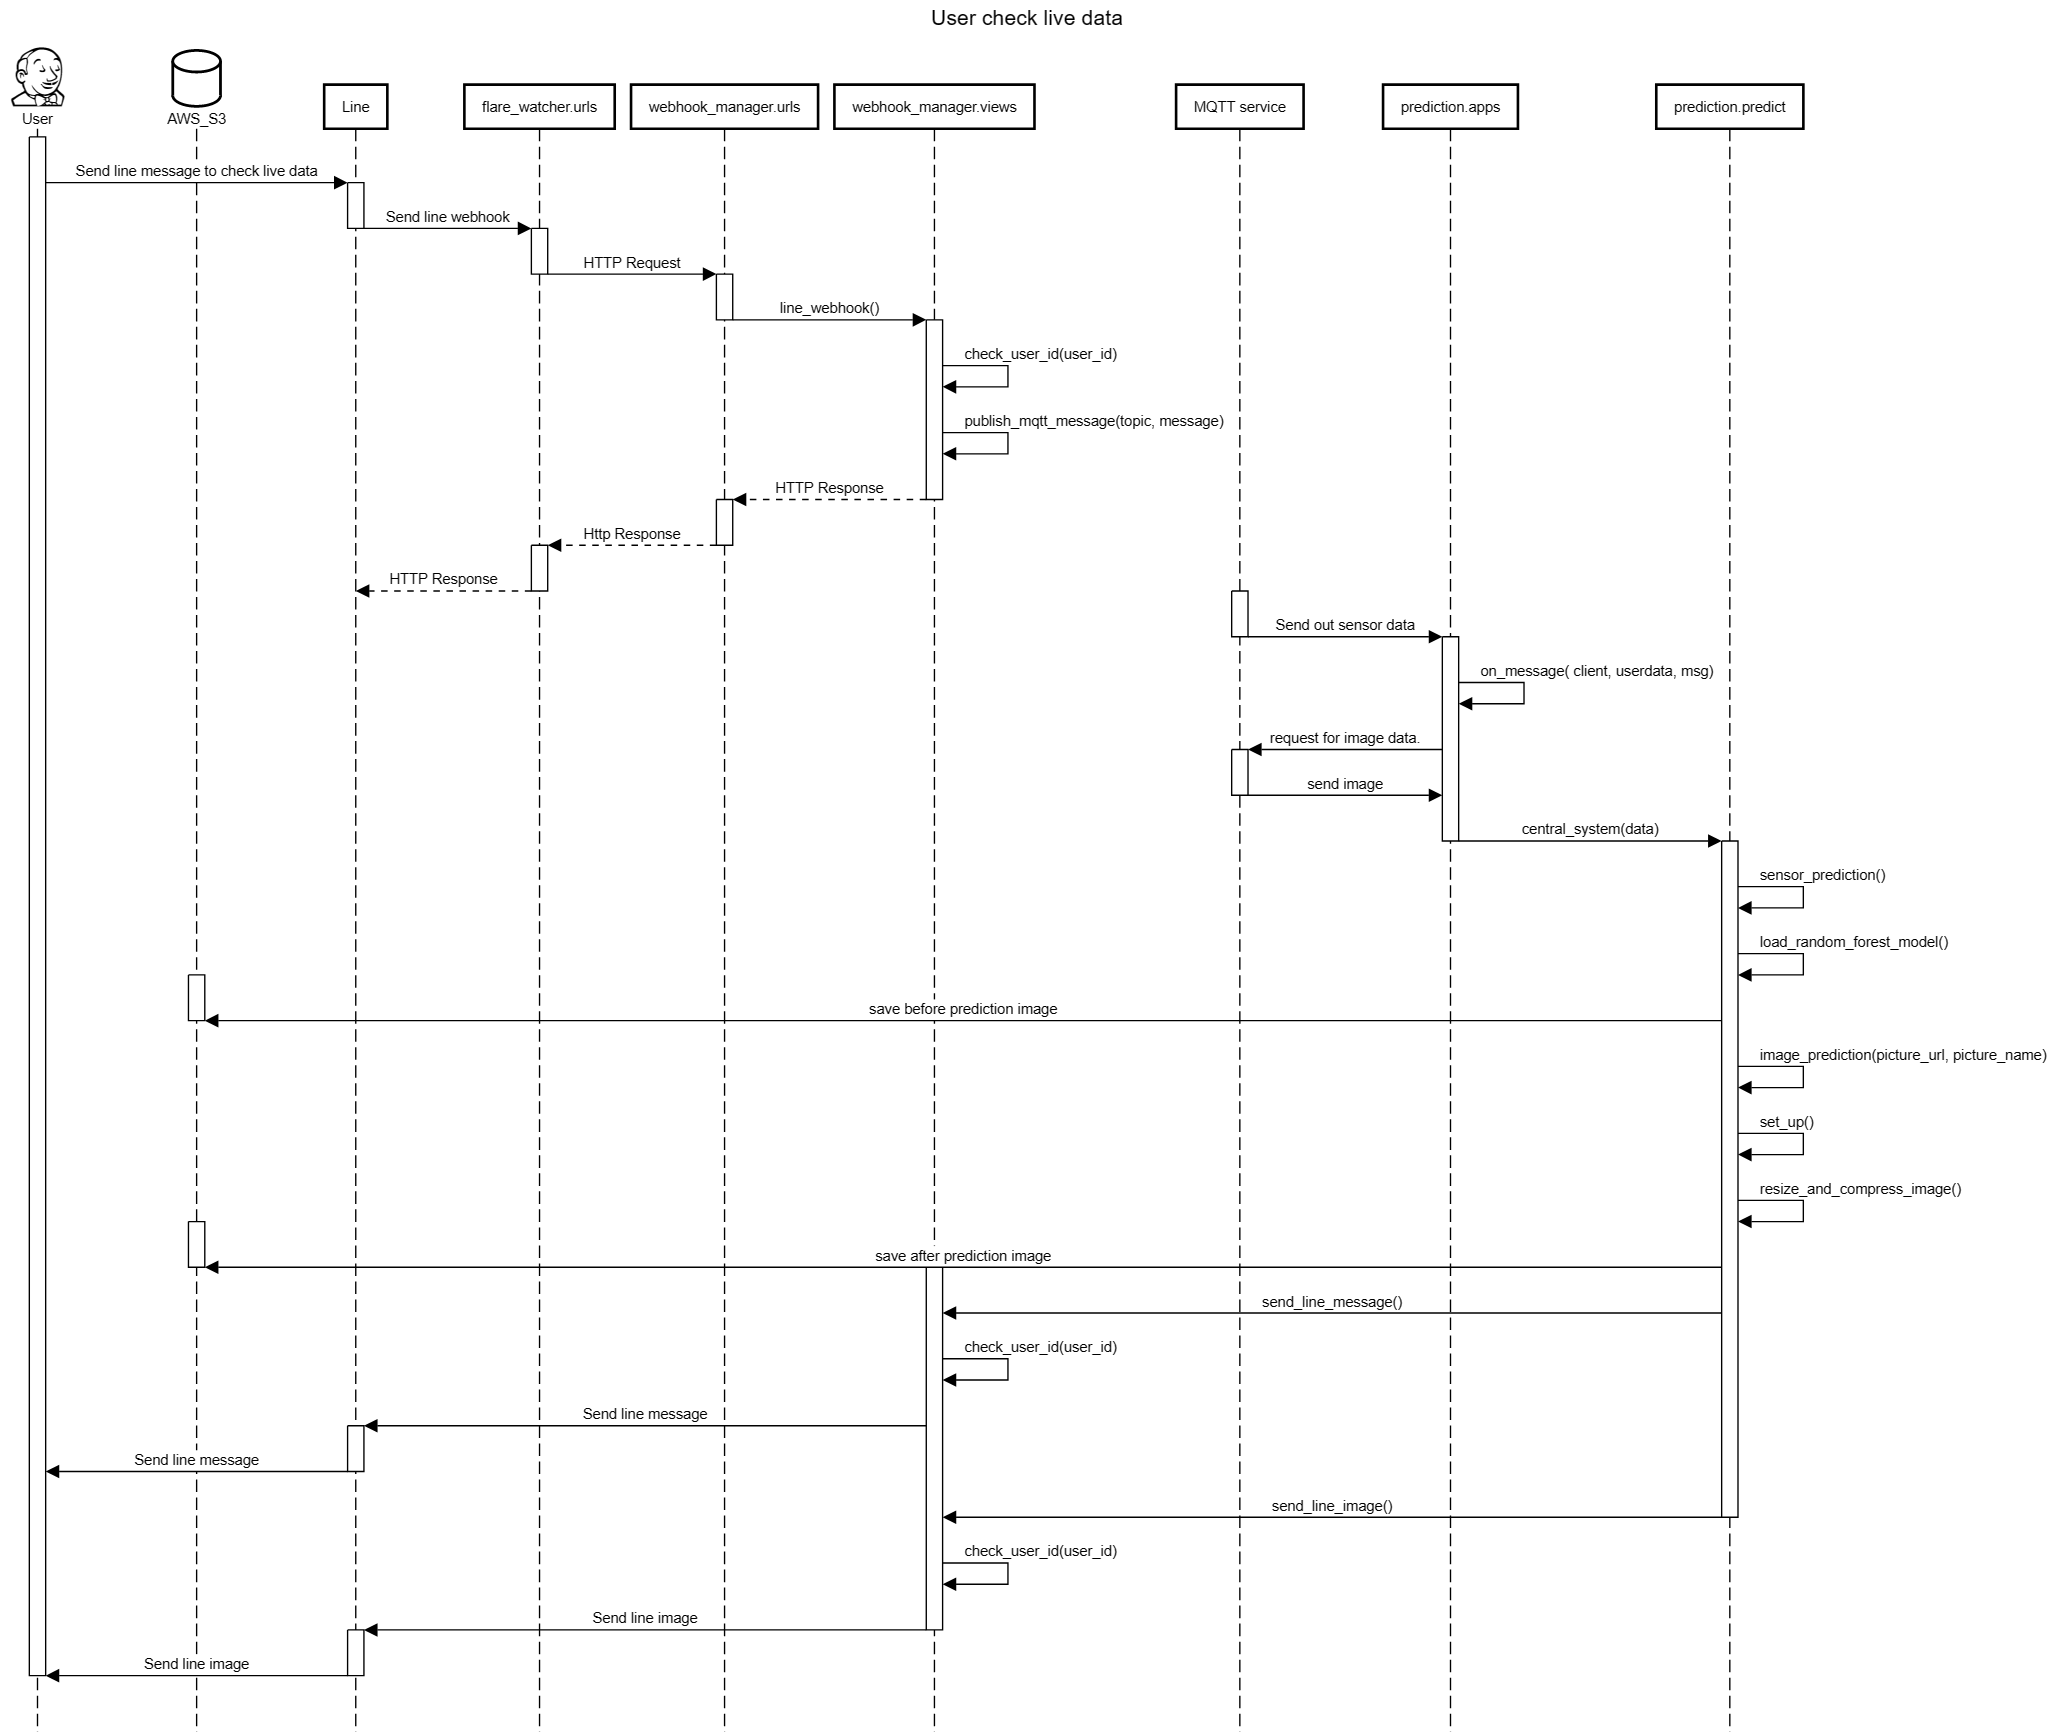 User check live data
User
AWS_S3
Line
flare_watcher.urls
webhook_manager.urls
webhook_manager.views
MQTT service
prediction.apps
prediction.predict
Send line message to check live data
Send line webhook
HTTP Request
line_webhook()
check_user_id(user_id)
publish_mqtt_message(topic, message)
HTTP Response
Http Response
HTTP Response
Send out sensor data
on_message( client, userdata, msg)
request for image data.
send image
central_system(data)
sensor_prediction()
load_random_forest_model()
save before prediction image
image_prediction(picture_url, picture_name)
set_up()
resize_and_compress_image()
save after prediction image
send_line_message()
check_user_id(user_id)
Send line message
Send line message
send_line_image()
check_user_id(user_id)
Send line image
Send line image